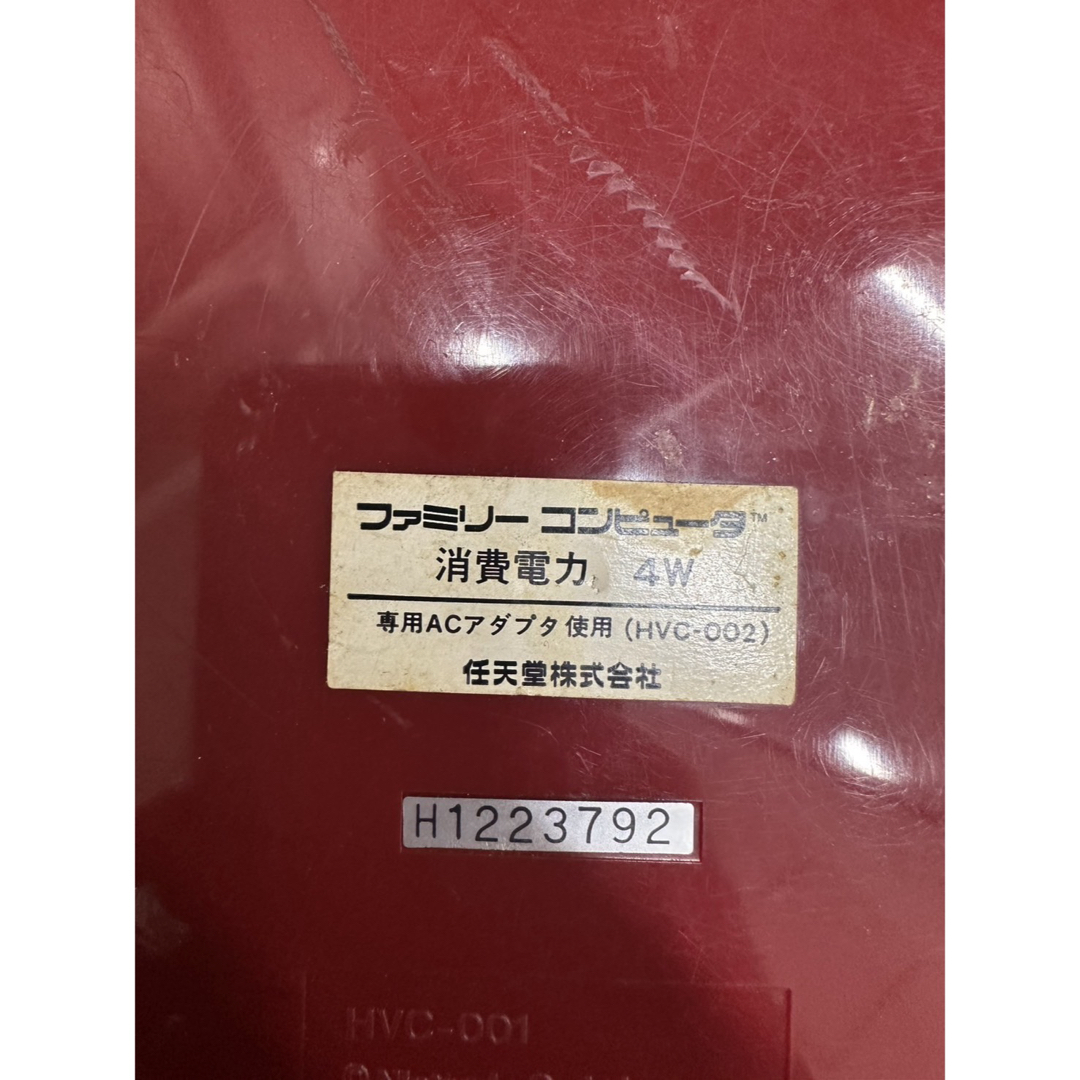 ファミリー コンピュータ™
消費電力 4W
専用ACアダプタ使用 (HVC-002)
任天堂株式会社
H1223792
HVC-001
©